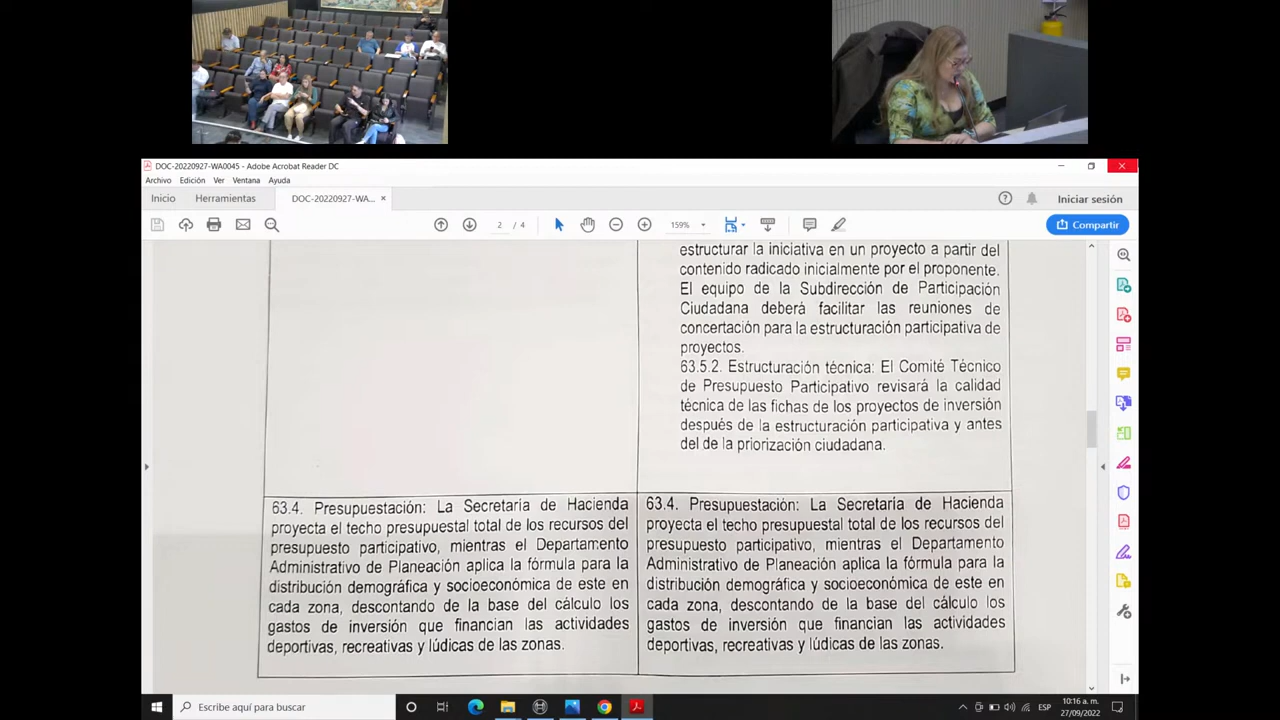 DOC-20220927-WA0045 - Adobe Acrobat Reader DC
Archivo Edición Ver Ventana Ayuda
Inicio Herramientas DOC-20220927-WA... ×
Iniciar sesión
2 / 4 159% Compartir
estructurar la iniciativa en un proyecto a partir del
contenido radicado inicialmente por el proponente.
El equipo de la Subdirección de Participación
Ciudadana deberá facilitar las reuniones de
concertación para la estructuración participativa de
proyectos.
63.5.2. Estructuración técnica: El Comité Técnico
de Presupuesto Participativo revisará la calidad
técnica de las fichas de los proyectos de inversión
después de la estructuración participativa y antes
del de la priorización ciudadana.
63.4. Presupuestación: La Secretaría de Hacienda
proyecta el techo presupuestal total de los recursos del
presupuesto participativo, mientras el Departamento
Administrativo de Planeación aplica la fórmula para la
distribución demográfica y socioeconómica de este en
cada zona, descontando de la base del cálculo los
gastos de inversión que financian las actividades
deportivas, recreativas y lúdicas de las zonas.
63.4. Presupuestación: La Secretaría de Hacienda
proyecta el techo presupuestal total de los recursos del
presupuesto participativo, mientras el Departamento
Administrativo de Planeación aplica la fórmula para la
distribución demográfica y socioeconómica de este en
cada zona, descontando de la base del cálculo los
gastos de inversión que financian las actividades
deportivas, recreativas y lúdicas de las zonas.
Escribe aquí para buscar
ESP
10:16 a. m.
27/09/2022